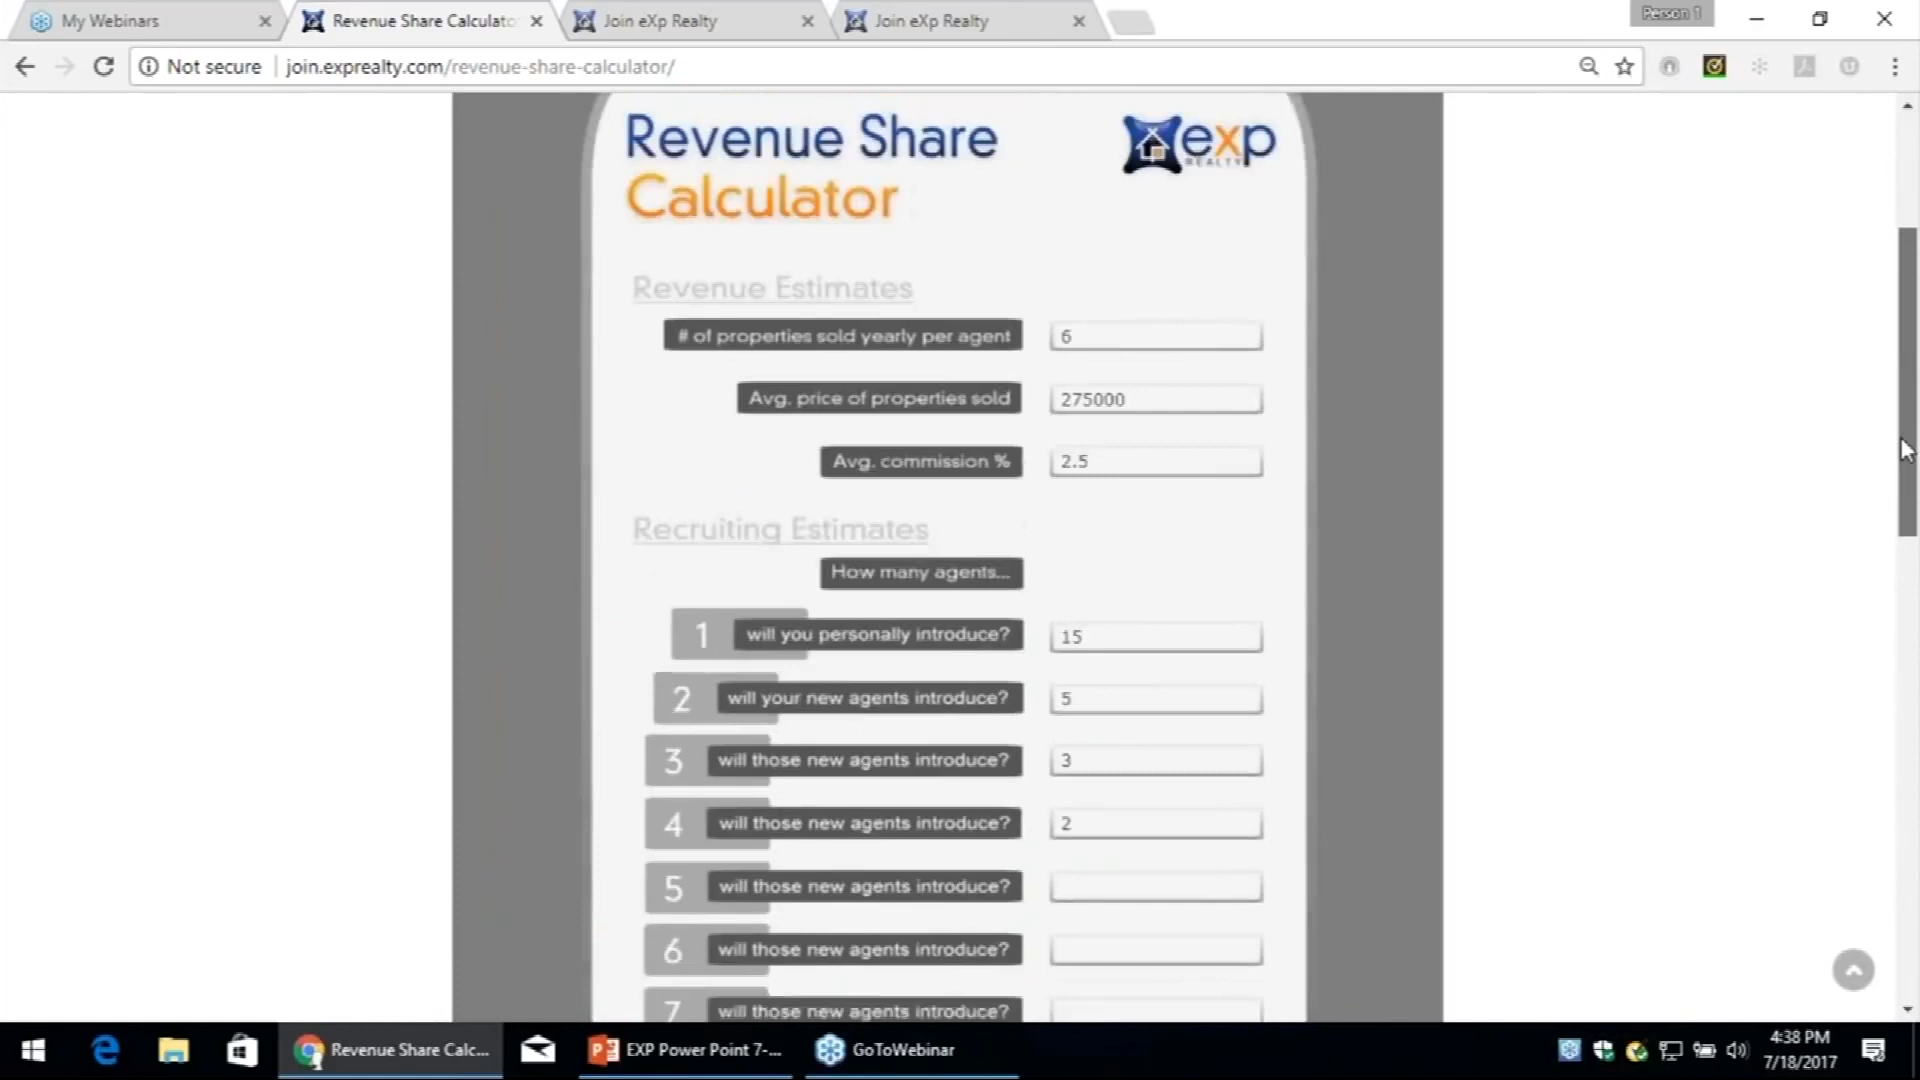 My Webinars
Revenue Share Calculato
Join eXp Realty
Join eXp Realty
Person 1
Not secure
join.exprealty.com/revenue-share-calculator/
Revenue Share
Calculator
exp
REALTY
Revenue Estimates
# of properties sold yearly per agent 6
Avg. price of properties sold 275000
Avg. commission % 2.5
Recruiting Estimates
How many agents...
1 will you personally introduce? 15
2 will your new agents introduce? 5
3 will those new agents introduce? 3
4 will those new agents introduce? 2
5 will those new agents introduce?
6 will those new agents introduce?
7 will those new agents introduce?
Revenue Share Calc...
EXP Power Point 7-...
GoToWebinar
4:38 PM
7/18/2017